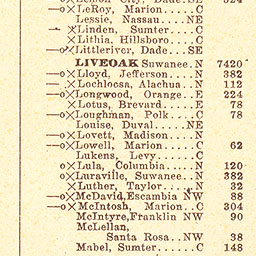 —o×LeRoy, Marion....C
Lessie, Nassau....NE
×Linden, Sumter....C
×Lithia, Hillsboro....C
—o×Littleriver, Dade...SE
LIVEOAK Suwanee.N 7420
—o×Lloyd, Jefferson....N 382
×Lochloosa, Alachua..N 112
—o×Longwood, Orange..E 224
×Lotus, Brevard.....E 78
—o×Loughman, Polk....C 78
Louise, Duval.....NE
—o×Lovett, Madison....N
—o×Lowell, Marion.....C 62
Lukens, Levy......C
o×Lula, Columbia.....N 120
o×Luraville, Suwanee..N 382
×Luther, Taylor.....N 32
—o×McDavid,Escambia NW 88
—o×McIntosh, Marion..C 304
McIntyre,Franklin NW 90
McLellan,
Santa Rosa..NW 38
Mabel, Sumter......C 148